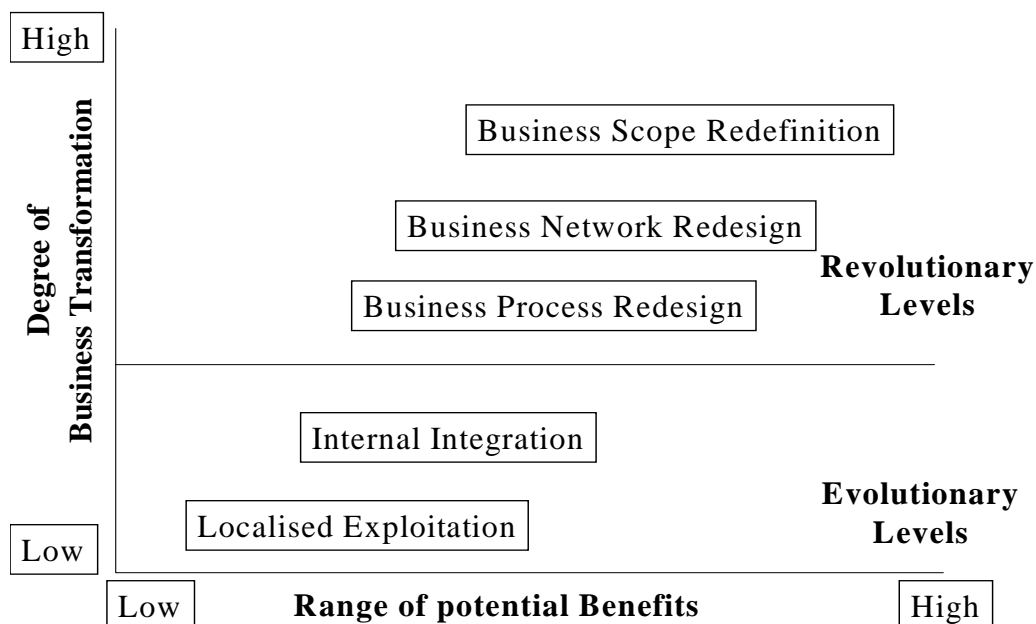 High
Degree of
Business Transformation
Business Scope Redefinition
Business Network Redesign
Revolutionary
Levels
Business Process Redesign
Internal Integration
Evolutionary
Levels
Localised Exploitation
Low
Low
Range of potential Benefits
High